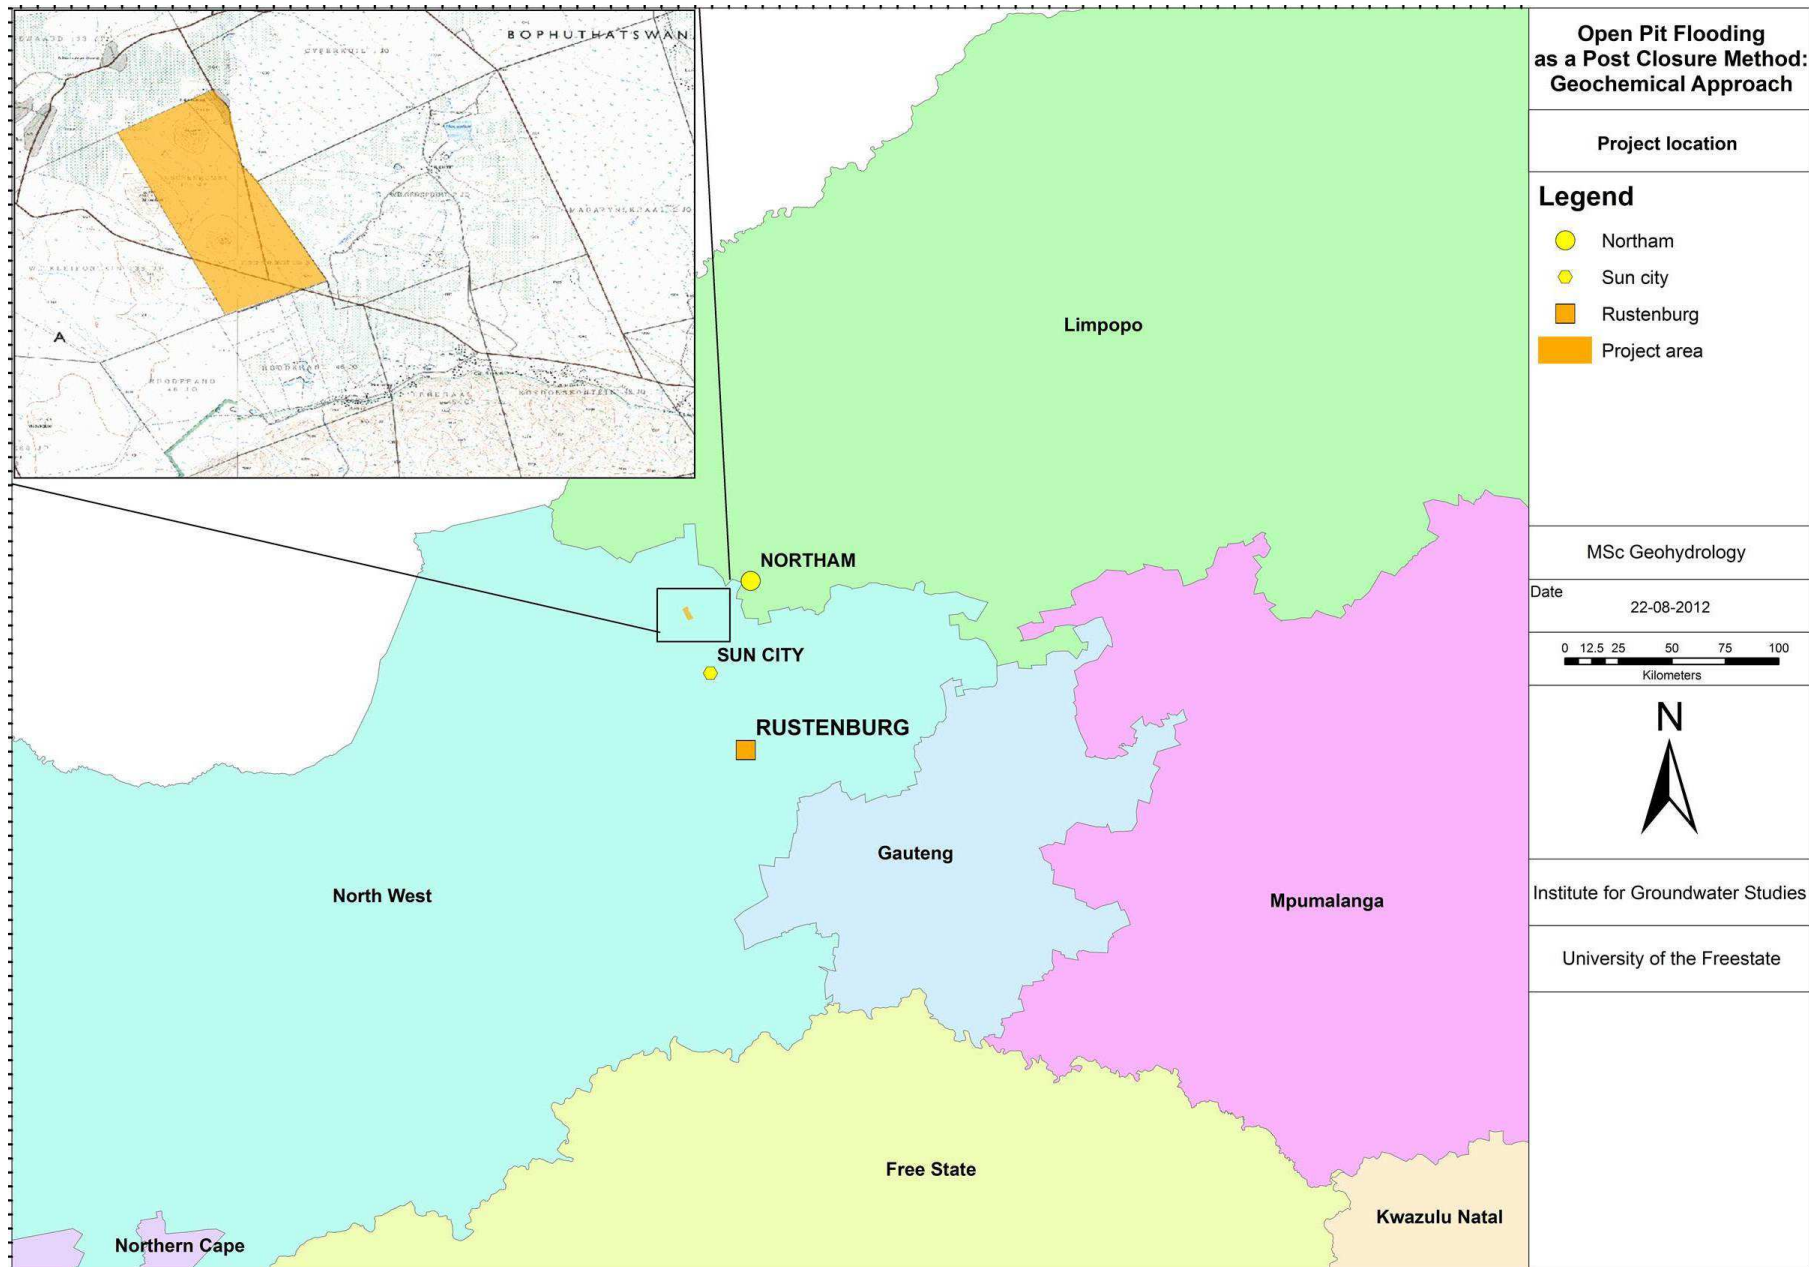 BOPHUTHATSWAN
CYFERKUIL
A
Limpopo
NORTHAM
SUN CITY
RUSTENBURG
Gauteng
North West
Mpumalanga
Free State
Kwazulu Natal
Northern Cape
Open Pit Flooding
as a Post Closure Method:
Geochemical Approach
Project location
Legend
Northam
Sun city
Rustenburg
Project area
MSc Geohydrology
Date
22-08-2012
0 12.5 25 50 75 100
Kilometers
N
Institute for Groundwater Studies
University of the Freestate